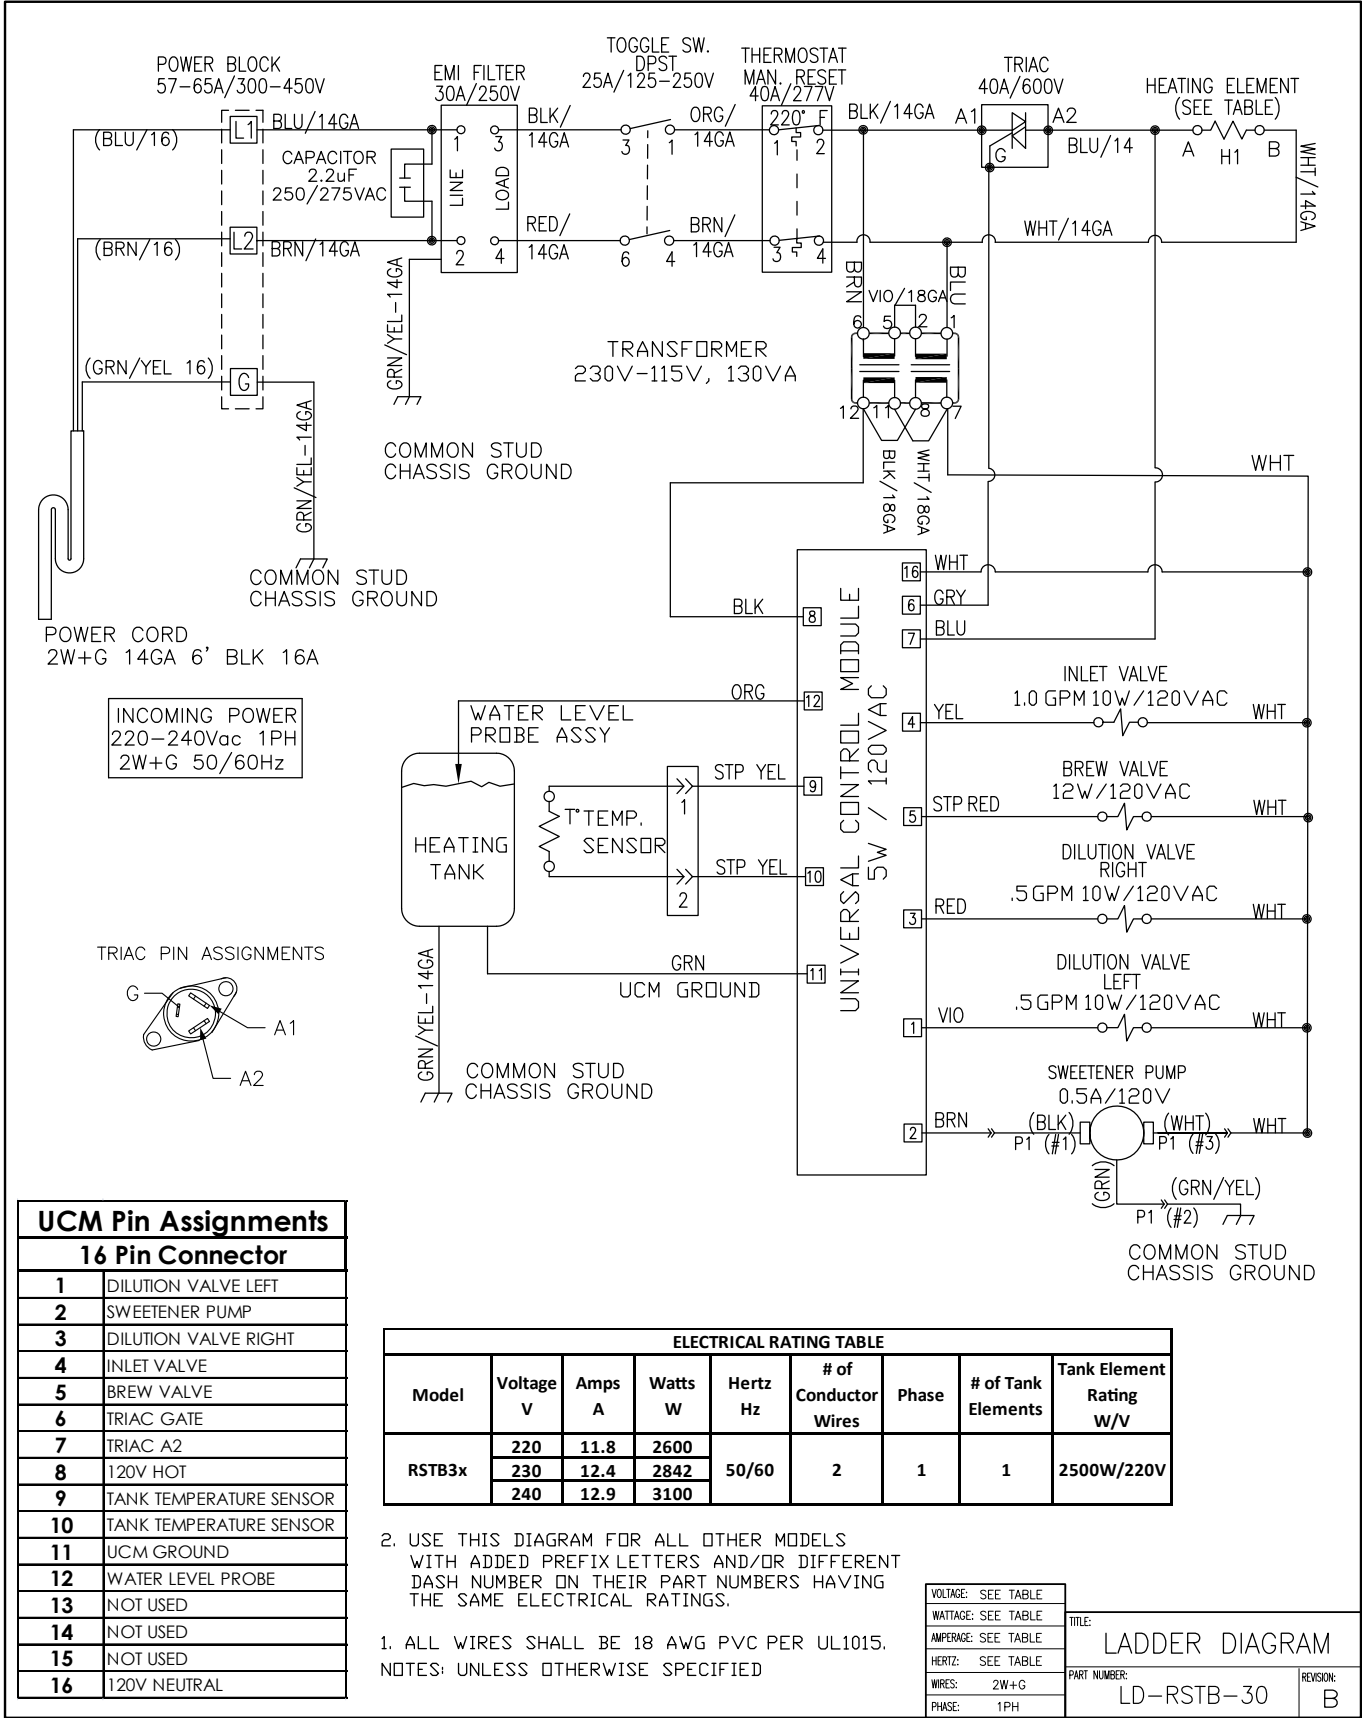 TOGGLE SW.
DPST
25A/125-250V
THERMOSTAT
MAN. RESET
40A/277V
TRIAC
40A/600V
HEATING ELEMENT
(SEE TABLE)
POWER BLOCK
57-65A/300-450V
EMI FILTER
30A/250V
(BLU/16)
L1
BLU/14GA
CAPACITOR
2.2uF
250/275VAC
1
3
LINE
LOAD
BLK/
14GA
3
1
ORG/
14GA
220° F
1
2
BLK/14GA
A1
A2
G
BLU/14
A
H1
B
WHT/14GA
(BRN/16)
L2
BRN/14GA
2
4
RED/
14GA
6
4
BRN/
14GA
3
4
WHT/14GA
GRN/YEL-14GA
BRN
VIO/18GA
BLU
6
5
2
1
TRANSFORMER
230V-115V, 130VA
12
11
8
7
BLK/18GA
WHT/18GA
WHT
(GRN/YEL 16)
G
GRN/YEL-14GA
COMMON STUD
CHASSIS GROUND
COMMON STUD
CHASSIS GROUND
POWER CORD
2W+G 14GA 6' BLK 16A
INCOMING POWER
220-240Vac 1PH
2W+G 50/60Hz
UNIVERSAL CONTROL MODULE
5W / 120VAC
BLK
8
16
WHT
6
GRY
7
BLU
ORG
12
WATER LEVEL
PROBE ASSY
HEATING
TANK
T° TEMP.
SENSOR
1
2
STP YEL
9
STP YEL
10
GRN
11
UCM GROUND
GRN/YEL-14GA
COMMON STUD
CHASSIS GROUND
INLET VALVE
1.0 GPM 10W/120VAC
4
YEL
WHT
BREW VALVE
12W/120VAC
5
STP RED
WHT
DILUTION VALVE
RIGHT
.5 GPM 10W/120VAC
3
RED
WHT
DILUTION VALVE
LEFT
.5 GPM 10W/120VAC
1
VIO
WHT
SWEETENER PUMP
0.5A/120V
2
BRN
(BLK)
P1 (#1)
(WHT)
P1 (#3)
WHT
(GRN)
(GRN/YEL)
P1 (#2)
COMMON STUD
CHASSIS GROUND
TRIAC PIN ASSIGNMENTS
G
A1
A2
UCM Pin Assignments
16 Pin Connector
1 DILUTION VALVE LEFT
2 SWEETENER PUMP
3 DILUTION VALVE RIGHT
4 INLET VALVE
5 BREW VALVE
6 TRIAC GATE
7 TRIAC A2
8 120V HOT
9 TANK TEMPERATURE SENSOR
10 TANK TEMPERATURE SENSOR
11 UCM GROUND
12 WATER LEVEL PROBE
13 NOT USED
14 NOT USED
15 NOT USED
16 120V NEUTRAL
ELECTRICAL RATING TABLE
Model
Voltage
V
Amps
A
Watts
W
Hertz
Hz
# of
Conductor
Wires
Phase
# of Tank
Elements
Tank Element
Rating
W/V
220 11.8 2600
RSTB3x 230 12.4 2842 50/60 2 1 1 2500W/220V
240 12.9 3100
2. USE THIS DIAGRAM FOR ALL OTHER MODELS
WITH ADDED PREFIX LETTERS AND/OR DIFFERENT
DASH NUMBER ON THEIR PART NUMBERS HAVING
THE SAME ELECTRICAL RATINGS.
1. ALL WIRES SHALL BE 18 AWG PVC PER UL1015.
NOTES: UNLESS OTHERWISE SPECIFIED
VOLTAGE: SEE TABLE
WATTAGE: SEE TABLE
AMPERAGE: SEE TABLE
HERTZ: SEE TABLE
WIRES: 2W+G
PHASE: 1PH
TITLE:
LADDER DIAGRAM
PART NUMBER:
LD-RSTB-30
REVISION:
B